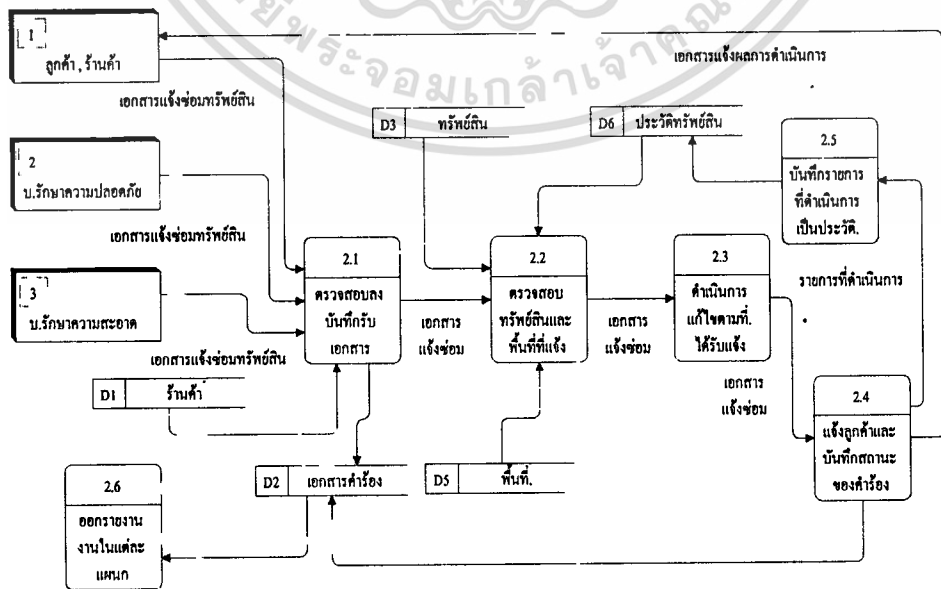 พระจอมเกล้าเจ้าคุณ
1
ลูกค้า, ร้านค้า
เอกสารแจ้งผลการดำเนินการ
เอกสารแจ้งซ่อมทรัพย์สิน
D3 ทรัพย์สิน
D6 ประวัติทรัพย์สิน
2
บ.รักษาความปลอดภัย
เอกสารแจ้งซ่อมทรัพย์สิน
2.5
บันทึกรายการ
ที่ดำเนินการ
เป็นประวัติ.
3
บ.รักษาความสะอาด
เอกสารแจ้งซ่อมทรัพย์สิน
2.1
ตรวจสอบลง
บันทึกรับ
เอกสาร
เอกสาร
แจ้งซ่อม
2.2
ตรวจสอบ
ทรัพย์สินและ
พื้นที่ที่แจ้ง
เอกสาร
แจ้งซ่อม
2.3
ดำเนินการ
แก้ไขตามที่.
ได้รับแจ้ง
รายการที่ดำเนินการ
เอกสาร
แจ้งซ่อม
D1 ร้านค้า
2.4
แจ้งลูกค้าและ
บันทึกสถานะ
ของคำร้อง
2.6
ออกรายงาน
งานในแต่ละ
แผนก
D2 เอกสารคำร้อง
D5 พื้นที่.